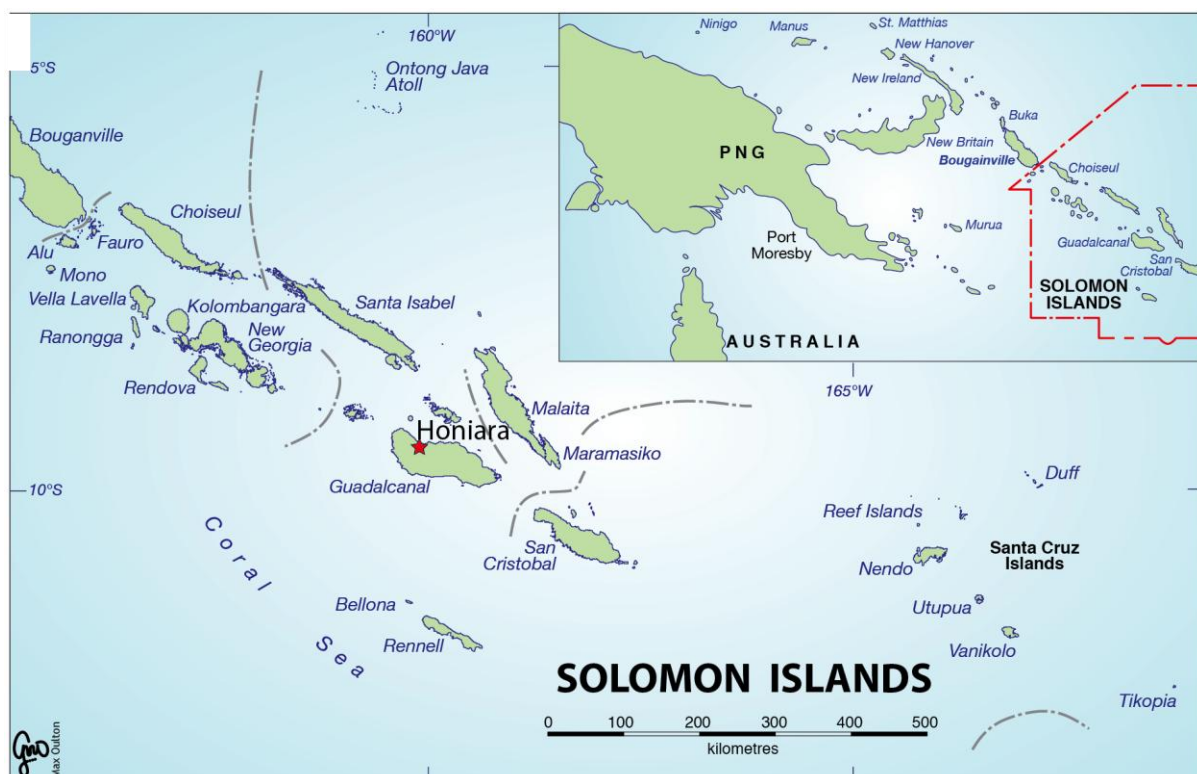 160°W
5°S
Ontong Java
Atoll
Bouganville
Choiseul
Alu
Fauro
Mono
Vella Lavella
Kolombangara
Santa Isabel
Ranongga
New
Georgia
Rendova
Malaita
Honiara
Maramasiko
Guadalcanal
10°S
San
Cristobal
Coral
Sea
Bellona
Rennell
165°W
Duff
Reef Islands
Santa Cruz
Islands
Nendo
Utupua
Vanikolo
Tikopia
SOLOMON ISLANDS
0 100 200 300 400 500
kilometres
Max Oulton
Ninigo
Manus
St. Matthias
New Hanover
New Ireland
Buka
New Britain
PNG
Bougainville
Choiseul
Murua
Port
Moresby
Guadalcanal
San
Cristobal
SOLOMON
ISLANDS
AUSTRALIA